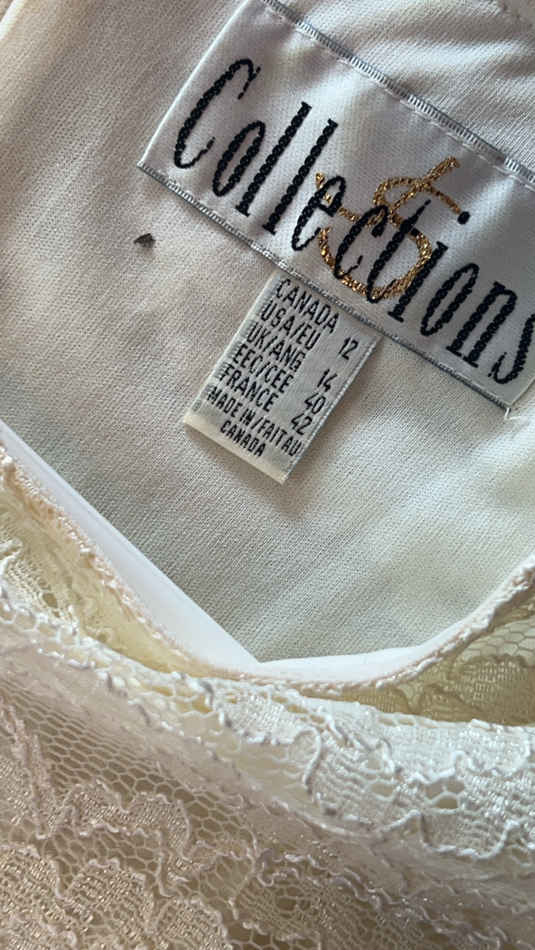 Collections
CANADA
USA/EU 12
UK/ANG 14
EEC/CEE 40
FRANCE 42
MADE IN/FAIT AU
CANADA